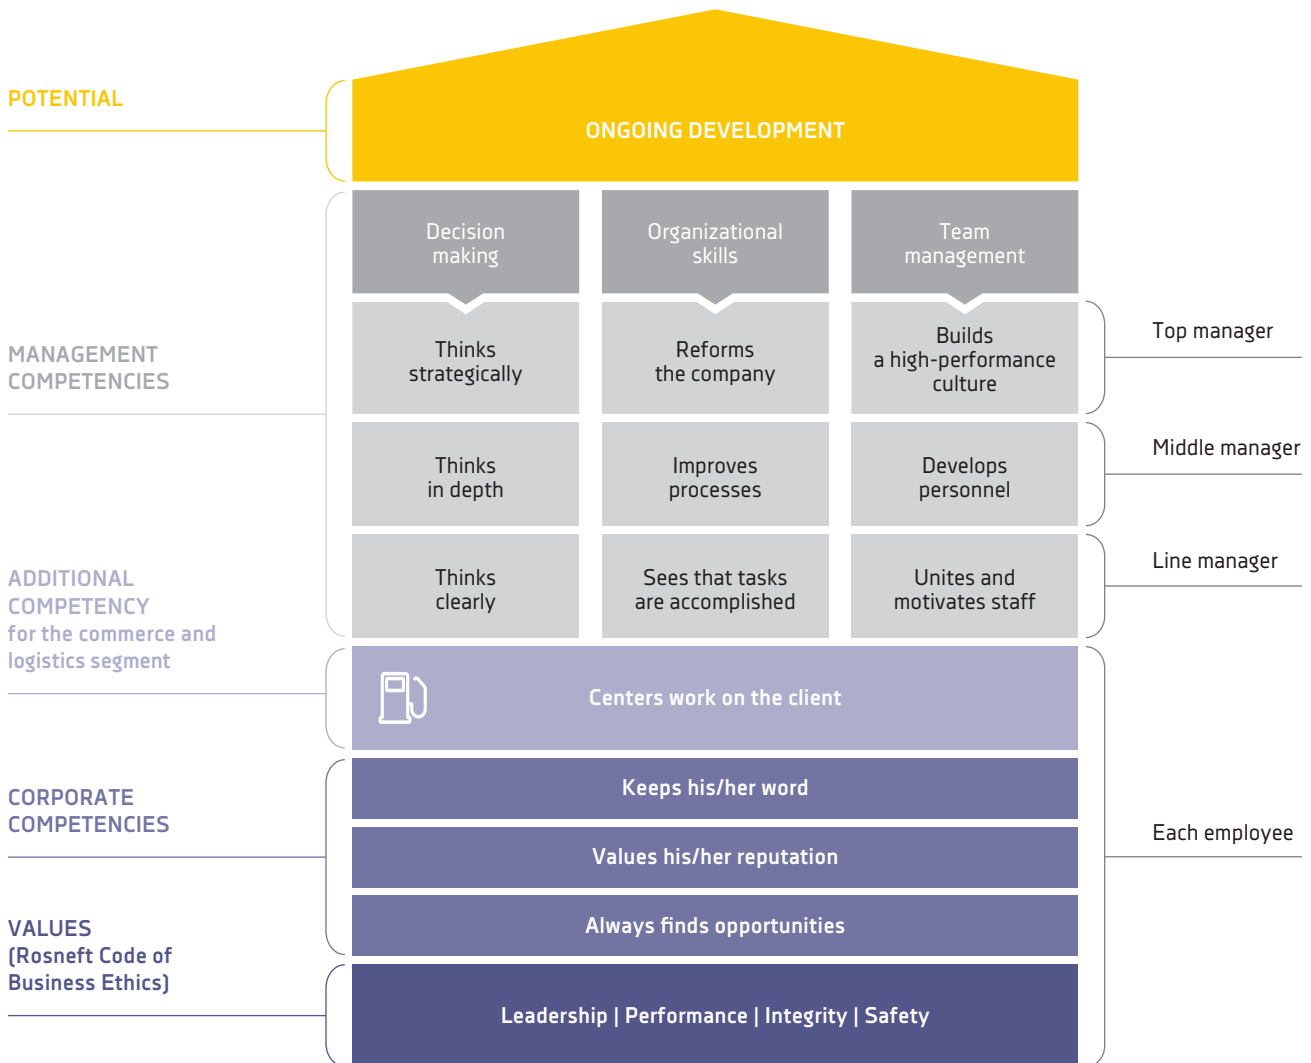 POTENTIAL
ONGOING DEVELOPMENT
Decision
making
Organizational
skills
Team
management
MANAGEMENT
COMPETENCIES
Thinks
strategically
Reforms
the company
Builds
a high-performance
culture
Top manager
Thinks
in depth
Improves
processes
Develops
personnel
Middle manager
Thinks
clearly
Sees that tasks
are accomplished
Unites and
motivates staff
Line manager
ADDITIONAL
COMPETENCY
for the commerce and
logistics segment
Centers work on the client
CORPORATE
COMPETENCIES
Keeps his/her word
Values his/her reputation
Always finds opportunities
Each employee
VALUES
(Rosneft Code of
Business Ethics)
Leadership | Performance | Integrity | Safety